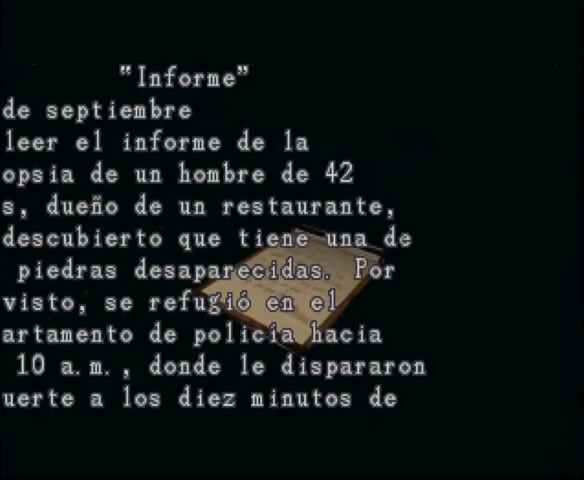 "Informe"
de septiembre
leer el informe de la
opsia de un hombre de 42
s, dueño de un restaurante,
descubierto que tiene una de
piedras desaparecidas. Por
visto, se refugió en el
artamento de policía hacia
10 a.m., donde le dispararon
uerte a los diez minutos de